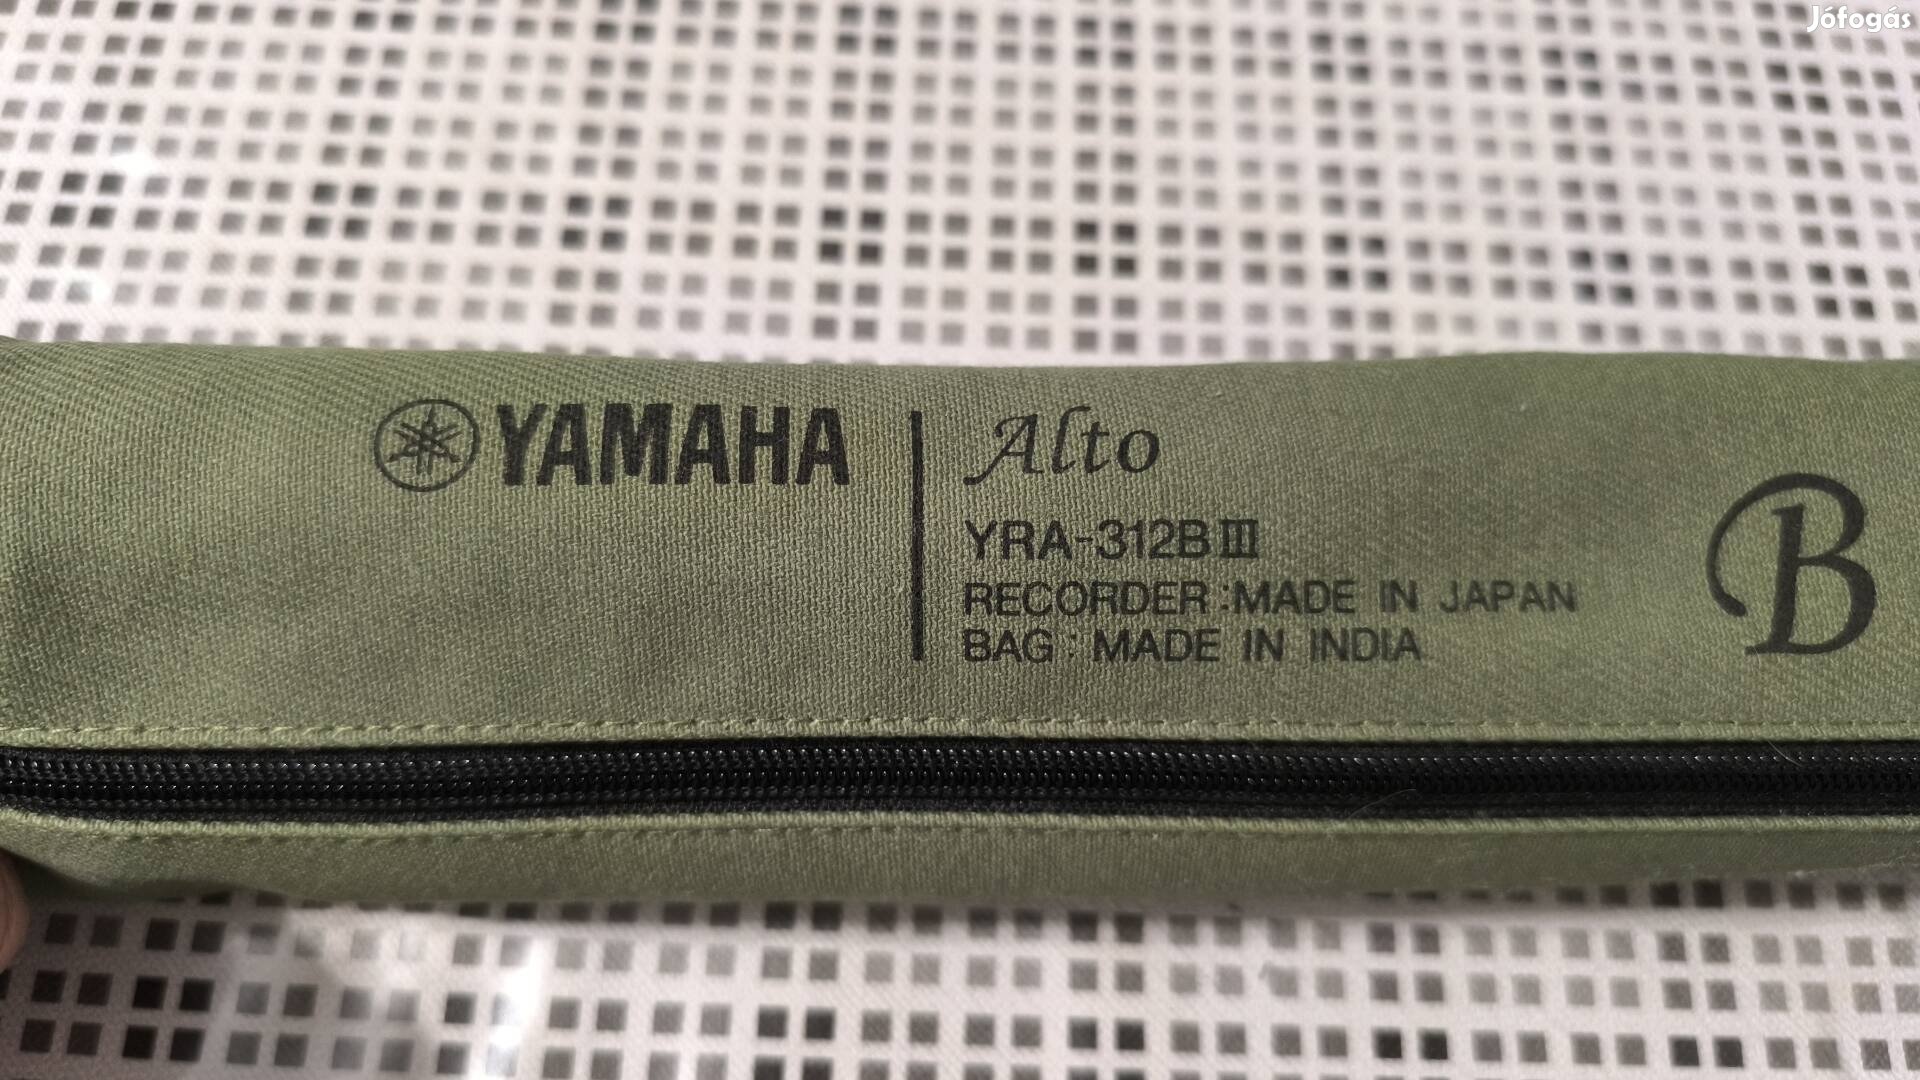 Jófogás
YAMAHA
Alto
YRA-312BIII
RECORDER:MADE IN JAPAN
BAG: MADE IN INDIA
B